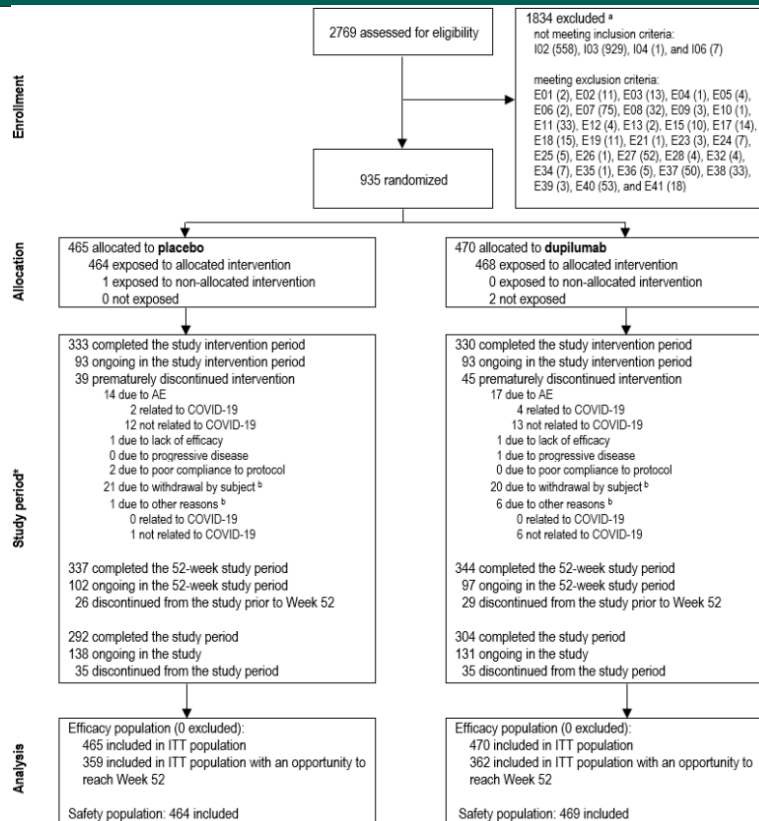 2769 assessed for eligibility
1834 excluded a
not meeting inclusion criteria:
I02 (558), I03 (929), I04 (1), and I06 (7)
meeting exclusion criteria:
E01 (2), E02 (11), E03 (13), E04 (1), E05 (4),
E06 (2), E07 (75), E08 (32), E09 (3), E10 (1),
E11 (33), E12 (4), E13 (2), E15 (10), E17 (14),
E18 (15), E19 (11), E21 (1), E23 (3), E24 (7),
E25 (5), E26 (1), E27 (52), E28 (4), E32 (4),
E34 (7), E35 (1), E36 (5), E37 (50), E38 (33),
E39 (3), E40 (53), and E41 (18)
Enrollment
935 randomized
Allocation
465 allocated to placebo
464 exposed to allocated intervention
1 exposed to non-allocated intervention
0 not exposed
470 allocated to dupilumab
468 exposed to allocated intervention
0 exposed to non-allocated intervention
2 not exposed
Study period*
333 completed the study intervention period
93 ongoing in the study intervention period
39 prematurely discontinued intervention
14 due to AE
2 related to COVID-19
12 not related to COVID-19
1 due to lack of efficacy
0 due to progressive disease
2 due to poor compliance to protocol
21 due to withdrawal by subject b
1 due to other reasons b
0 related to COVID-19
1 not related to COVID-19
337 completed the 52-week study period
102 ongoing in the 52-week study period
26 discontinued from the study prior to Week 52
292 completed the study period
138 ongoing in the study
35 discontinued from the study period
330 completed the study intervention period
93 ongoing in the study intervention period
45 prematurely discontinued intervention
17 due to AE
4 related to COVID-19
13 not related to COVID-19
1 due to lack of efficacy
1 due to progressive disease
0 due to poor compliance to protocol
20 due to withdrawal by subject b
6 due to other reasons b
0 related to COVID-19
6 not related to COVID-19
344 completed the 52-week study period
97 ongoing in the 52-week study period
29 discontinued from the study prior to Week 52
304 completed the study period
131 ongoing in the study
35 discontinued from the study period
Analysis
Efficacy population (0 excluded):
465 included in ITT population
359 included in ITT population with an opportunity to
reach Week 52
Safety population: 464 included
Efficacy population (0 excluded):
470 included in ITT population
362 included in ITT population with an opportunity to
reach Week 52
Safety population: 469 included